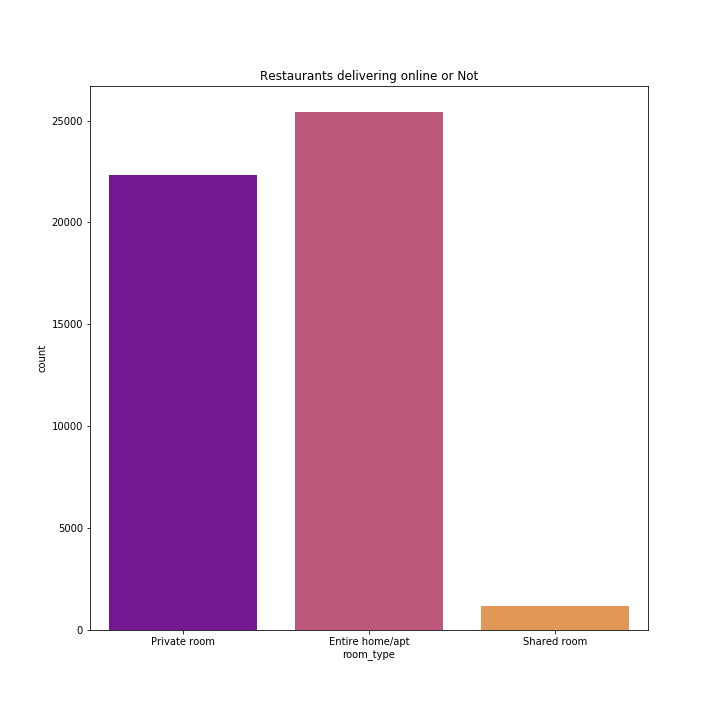 Restaurants delivering online or Not
25000
20000
15000
10000
5000
0
count
Private room
Entire home/apt
Shared room
room_type